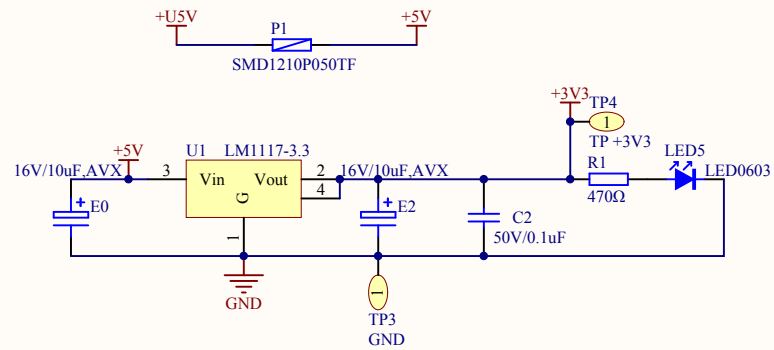 +U5V
P1
+5V
SMD1210P050TF
+3V3
TP4
1
TP +3V3
+5V
U1
LM1117-3.3
R1
LED5
16V/10uF,AVX
3
Vin
Vout
2
4
16V/10uF,AVX
LED0603
470Ω
G
1
E0
E2
C2
50V/0.1uF
GND
1
TP3
GND